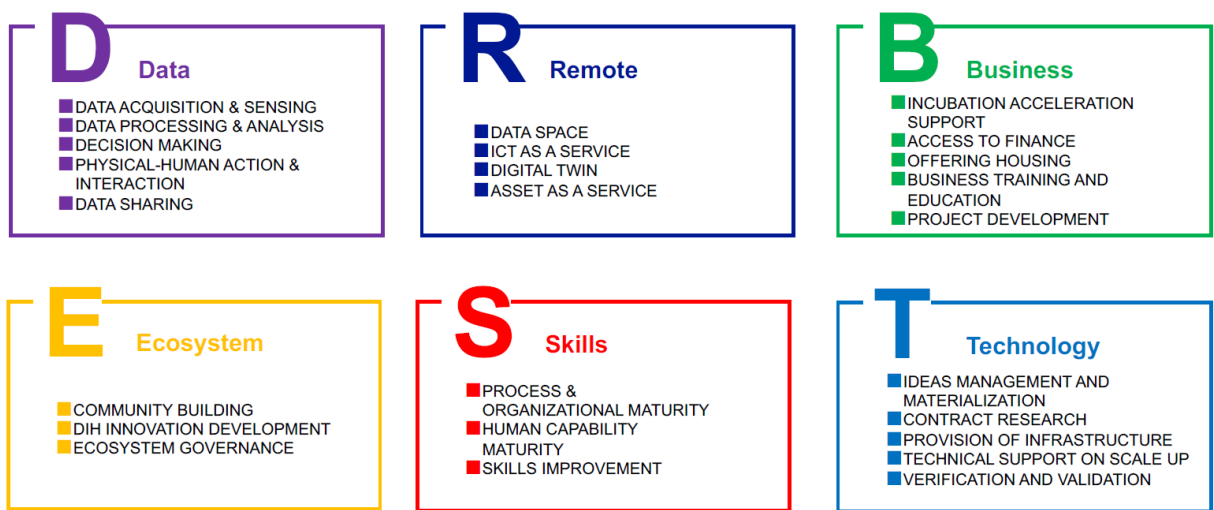 D
Data
DATA ACQUISITION & SENSING
DATA PROCESSING & ANALYSIS
DECISION MAKING
PHYSICAL-HUMAN ACTION &
INTERACTION
DATA SHARING
R
Remote
DATA SPACE
ICT AS A SERVICE
DIGITAL TWIN
ASSET AS A SERVICE
B
Business
INCUBATION ACCELERATION
SUPPORT
ACCESS TO FINANCE
OFFERING HOUSING
BUSINESS TRAINING AND
EDUCATION
PROJECT DEVELOPMENT
E
Ecosystem
COMMUNITY BUILDING
DIH INNOVATION DEVELOPMENT
ECOSYSTEM GOVERNANCE
S
Skills
PROCESS &
ORGANIZATIONAL MATURITY
HUMAN CAPABILITY
MATURITY
SKILLS IMPROVEMENT
T
Technology
IDEAS MANAGEMENT AND
MATERIALIZATION
CONTRACT RESEARCH
PROVISION OF INFRASTRUCTURE
TECHNICAL SUPPORT ON SCALE UP
VERIFICATION AND VALIDATION